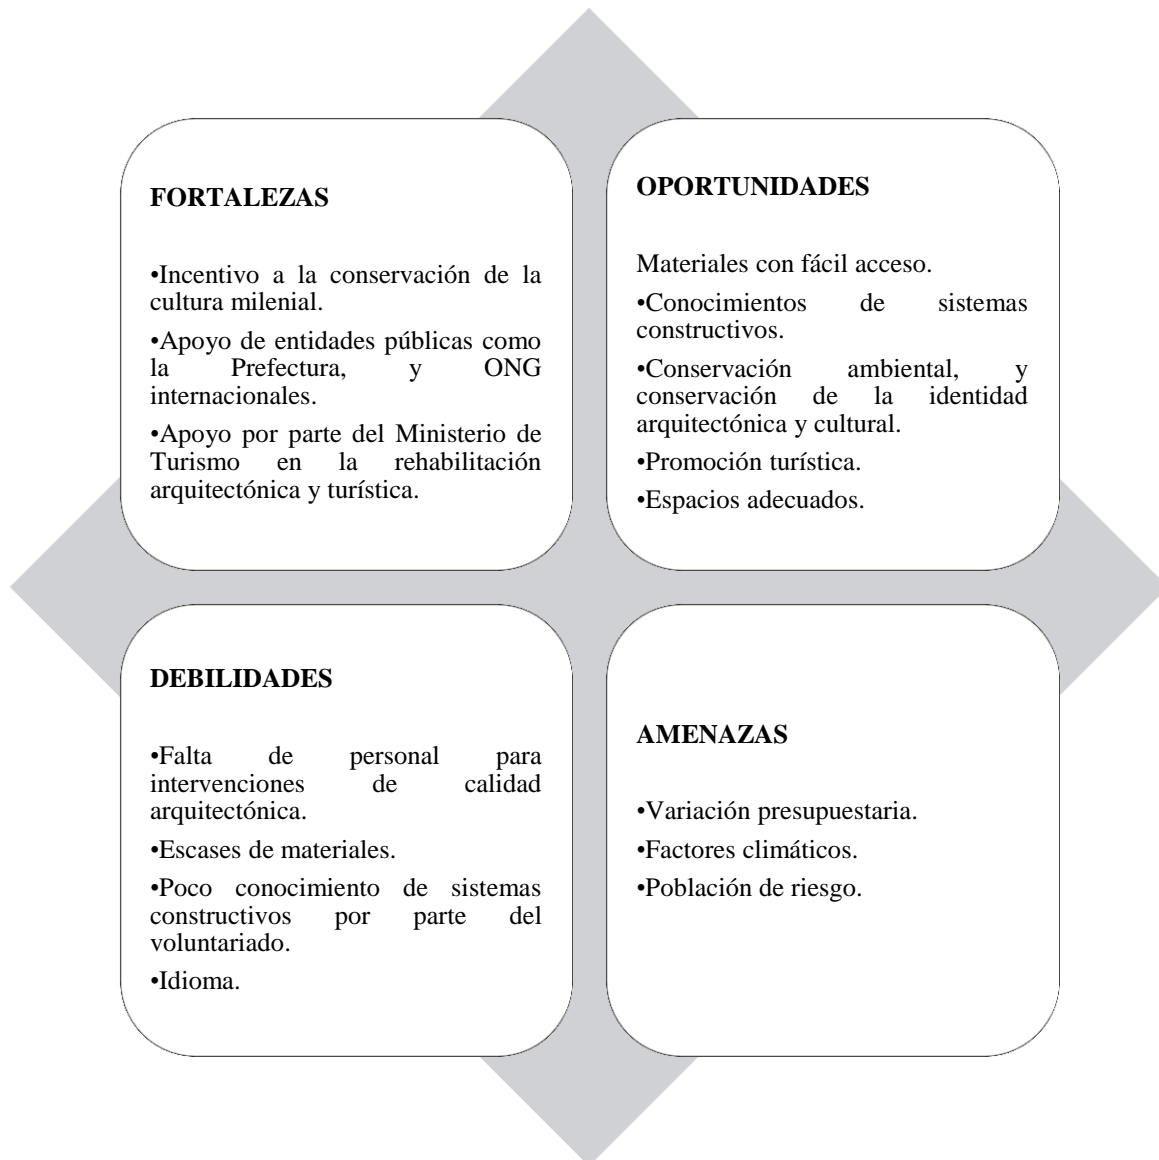 FORTALEZAS
•Incentivo a la conservación de la
cultura milenial.
•Apoyo de entidades públicas como
la Prefectura, y ONG
internacionales.
•Apoyo por parte del Ministerio de
Turismo en la rehabilitación
arquitectónica y turística.
OPORTUNIDADES
Materiales con fácil acceso.
•Conocimientos de sistemas
constructivos.
•Conservación ambiental, y
conservación de la identidad
arquitectónica y cultural.
•Promoción turística.
•Espacios adecuados.
DEBILIDADES
•Falta de personal para
intervenciones de calidad
arquitectónica.
•Escases de materiales.
•Poco conocimiento de sistemas
constructivos por parte del
voluntariado.
•Idioma.
AMENAZAS
•Variación presupuestaria.
•Factores climáticos.
•Población de riesgo.